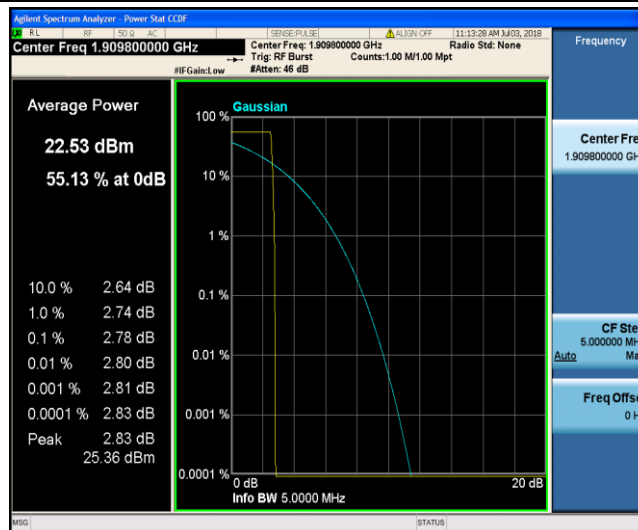 Agilent Spectrum Analyzer - Power Stat CCDF
RL RF 50 Ω AC SENSE:PULSE ALIGN OFF 11:13:28 AM Jul 03, 2018
Center Freq 1.909800000 GHz
Center Freq: 1.909800000 GHz Radio Std: None
Trig: RF Burst Counts:1.00 M/1.00 Mpt
#IFGain:Low #Atten: 46 dB
Frequency
Average Power
22.53 dBm
55.13 % at 0dB
10.0 % 2.64 dB
1.0 % 2.74 dB
0.1 % 2.78 dB
0.01 % 2.80 dB
0.001 % 2.81 dB
0.0001 % 2.83 dB
Peak 2.83 dB
25.36 dBm
Gaussian
100 %
10 %
1 %
0.1 %
0.01 %
0.001 %
0.0001 %
0 dB 20 dB
Info BW 5.0000 MHz
Center Fre
1.909800000 GH
CF Ste
5.000000 MH
Auto Ma
Freq Offse
0 H
MSG STATUS